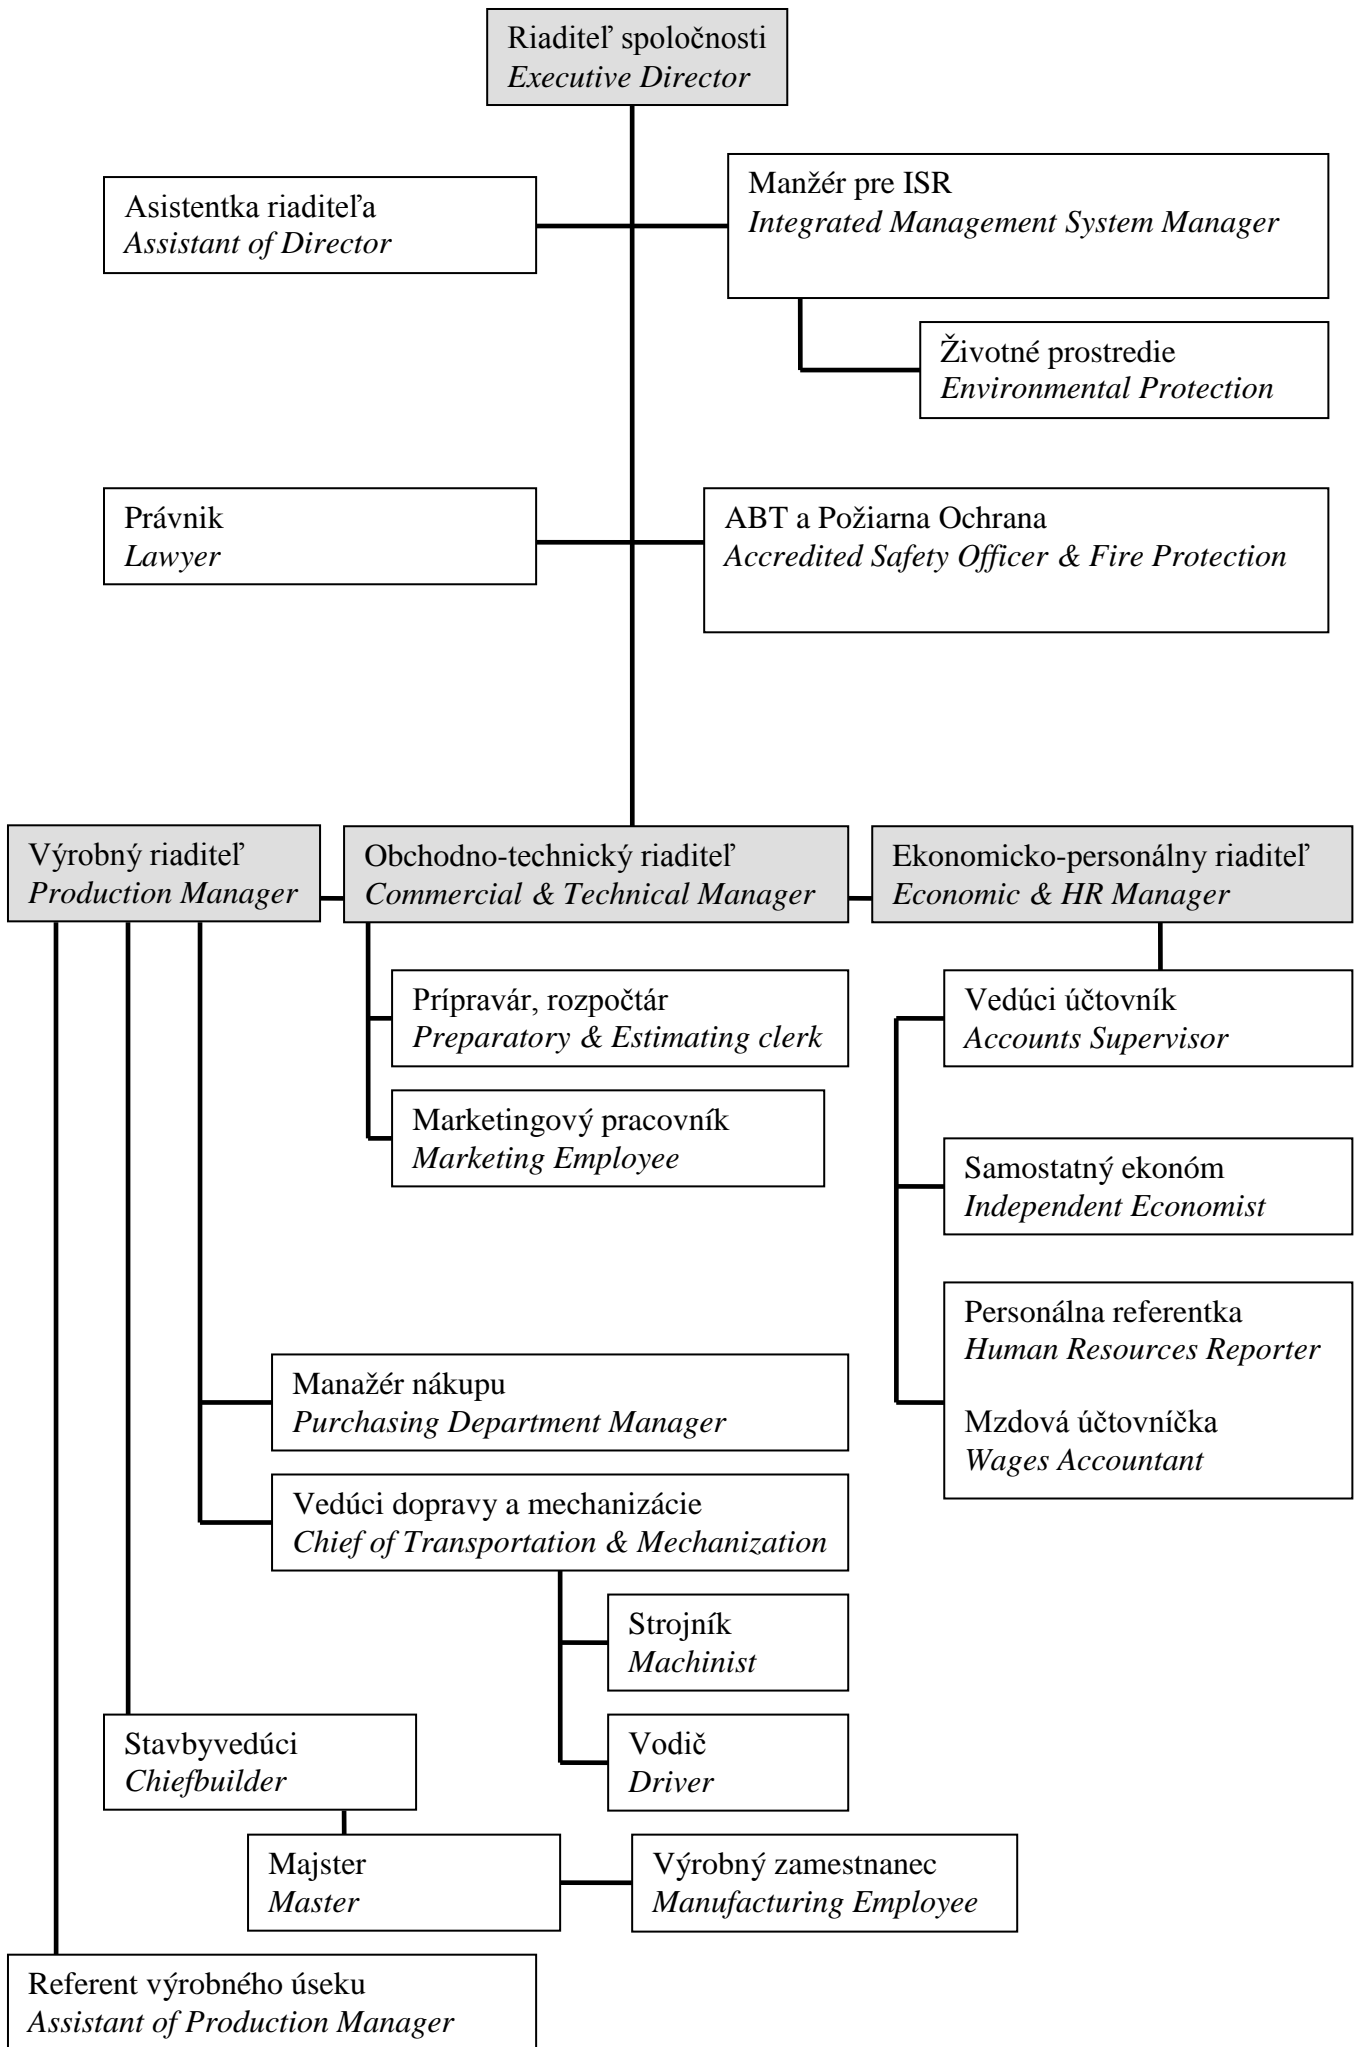 Riaditeľ spoločnosti
Executive Director
Asistentka riaditeľa
Assistant of Director
Manžér pre ISR
Integrated Management System Manager
Životné prostredie
Environmental Protection
Právnik
Lawyer
ABT a Požiarna Ochrana
Accredited Safety Officer & Fire Protection
Výrobný riaditeľ
Production Manager
Obchodno-technický riaditeľ
Commercial & Technical Manager
Ekonomicko-personálny riaditeľ
Economic & HR Manager
Prípravár, rozpočtár
Preparatory & Estimating clerk
Marketingový pracovník
Marketing Employee
Vedúci účtovník
Accounts Supervisor
Samostatný ekonóm
Independent Economist
Personálna referentka
Human Resources Reporter
Mzdová účtovníčka
Wages Accountant
Manažér nákupu
Purchasing Department Manager
Vedúci dopravy a mechanizácie
Chief of Transportation & Mechanization
Strojník
Machinist
Vodič
Driver
Stavbyvedúci
Chiefbuilder
Majster
Master
Výrobný zamestnanec
Manufacturing Employee
Referent výrobného úseku
Assistant of Production Manager